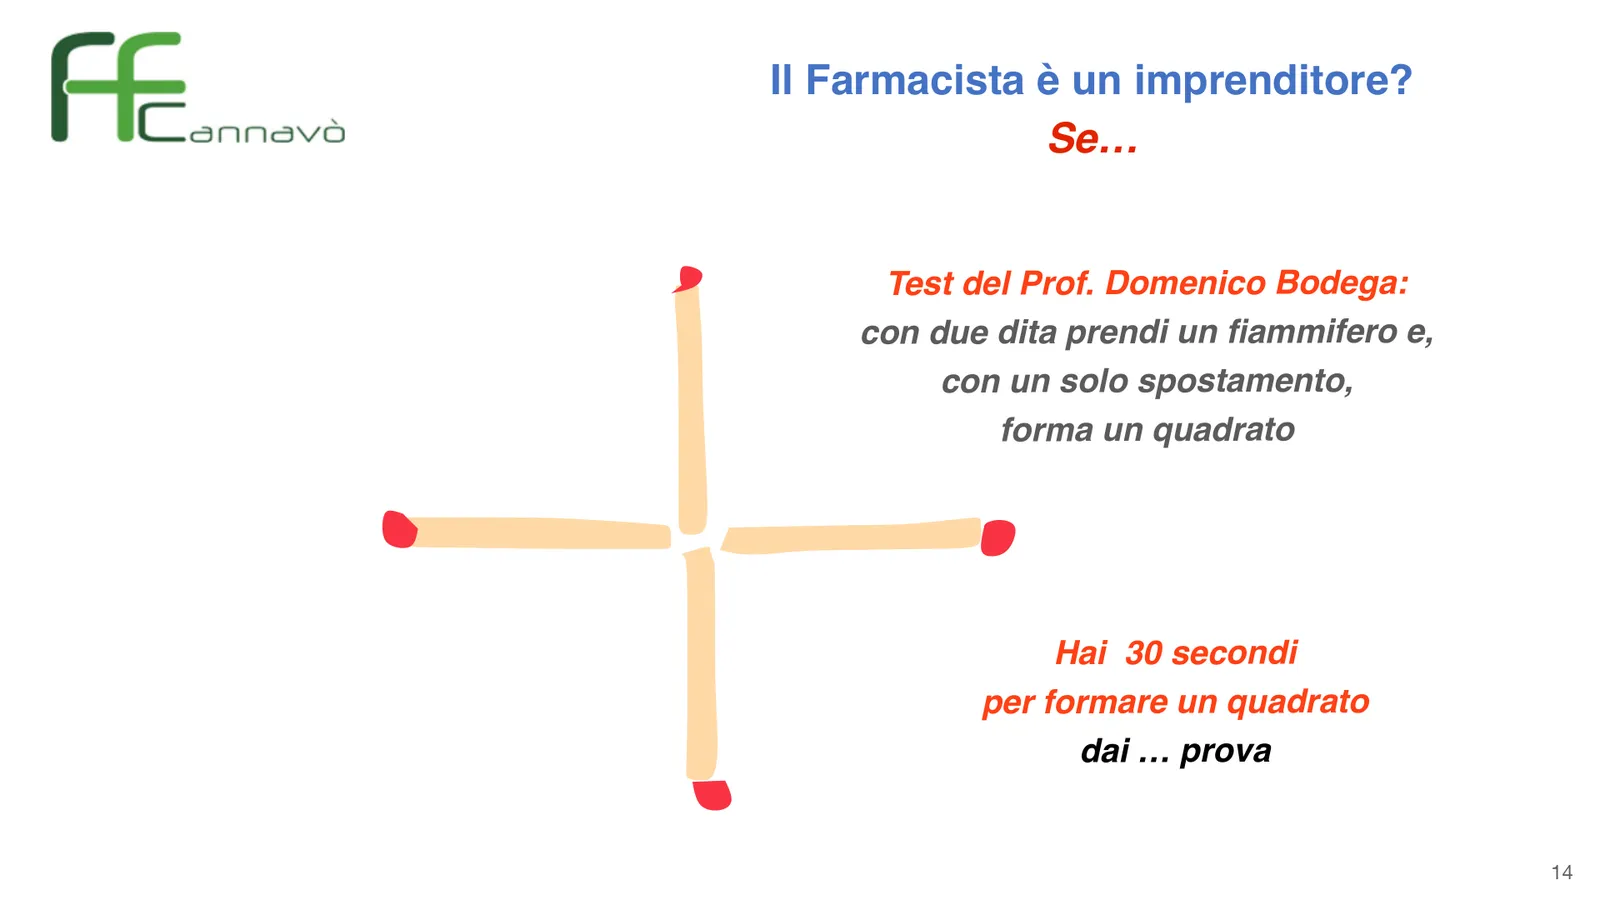 FFCannavò
Il Farmacista è un imprenditore?
Se…
Test del Prof. Domenico Bodega:
con due dita prendi un fiammifero e,
con un solo spostamento,
forma un quadrato
Hai  30 secondi
per formare un quadrato
dai … prova
14